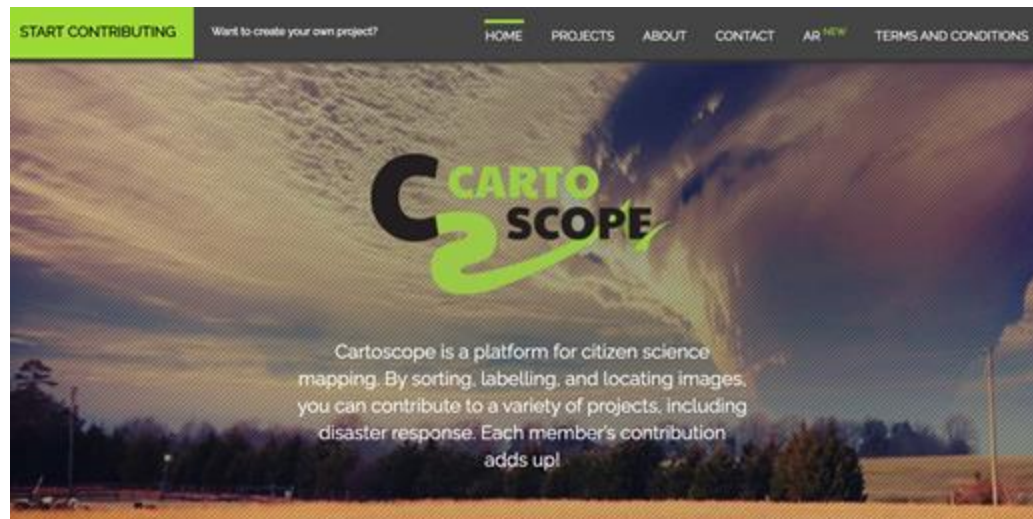 START CONTRIBUTING
Want to create your own project?
HOME
PROJECTS
ABOUT
CONTACT
AR NEW
TERMS AND CONDITIONS
CARTO
SCOPE
Cartoscope is a platform for citizen science
mapping. By sorting, labelling, and locating images,
you can contribute to a variety of projects, including
disaster response. Each member's contribution
adds up!